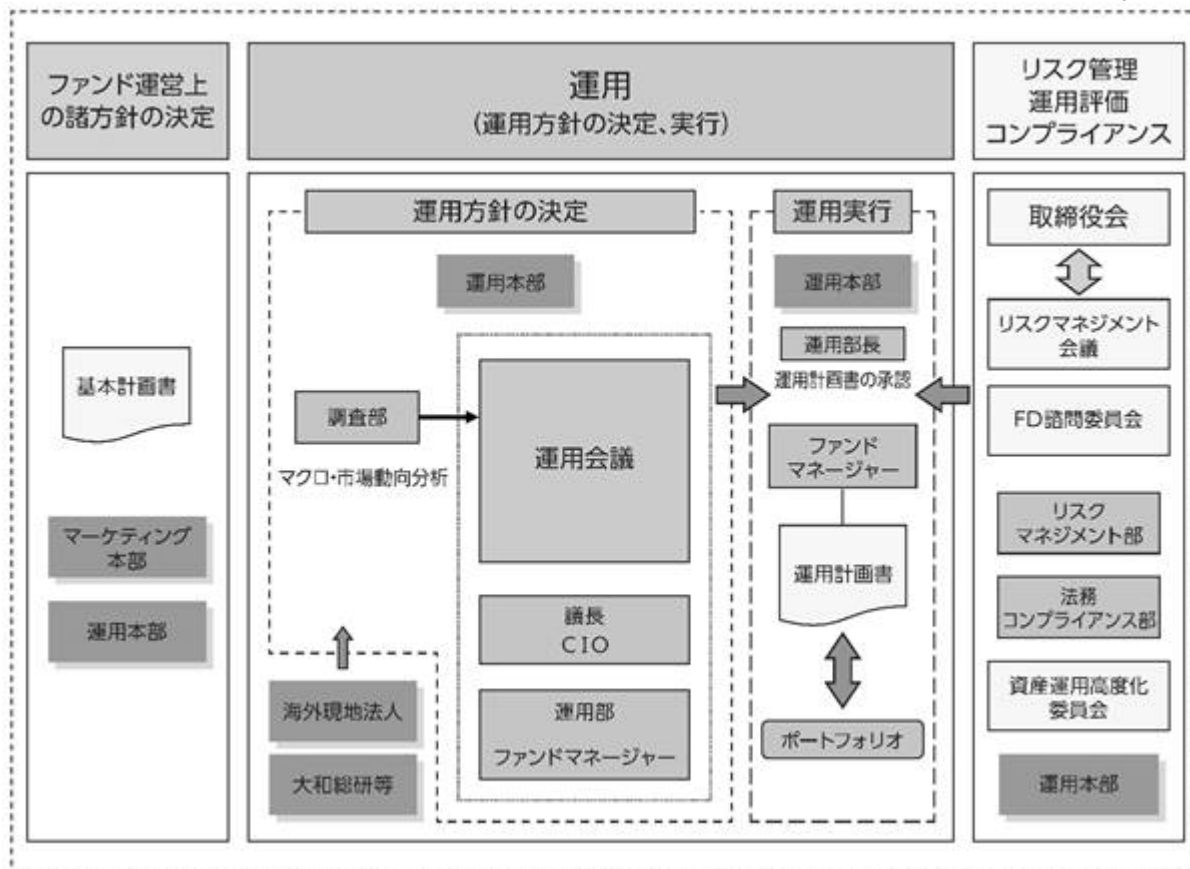 ファンド運営上
の諸方針の決定
運用
(運用方針の決定、実行)
リスク管理
運用評価
コンプライアンス
基本計画書
マーケティング
本部
運用本部
運用方針の決定
運用本部
調査部
マクロ・市場動向分析
運用会議
議長
CIO
運用部
ファンドマネージャー
海外現地法人
大和総研等
運用実行
運用本部
運用部長
運用計画書の承認
ファンド
マネージャー
運用計画書
ポートフォリオ
取締役会
リスクマネジメント
会議
FD諮問委員会
リスク
マネジメント部
法務
コンプライアンス部
資産運用高度化
委員会
運用本部